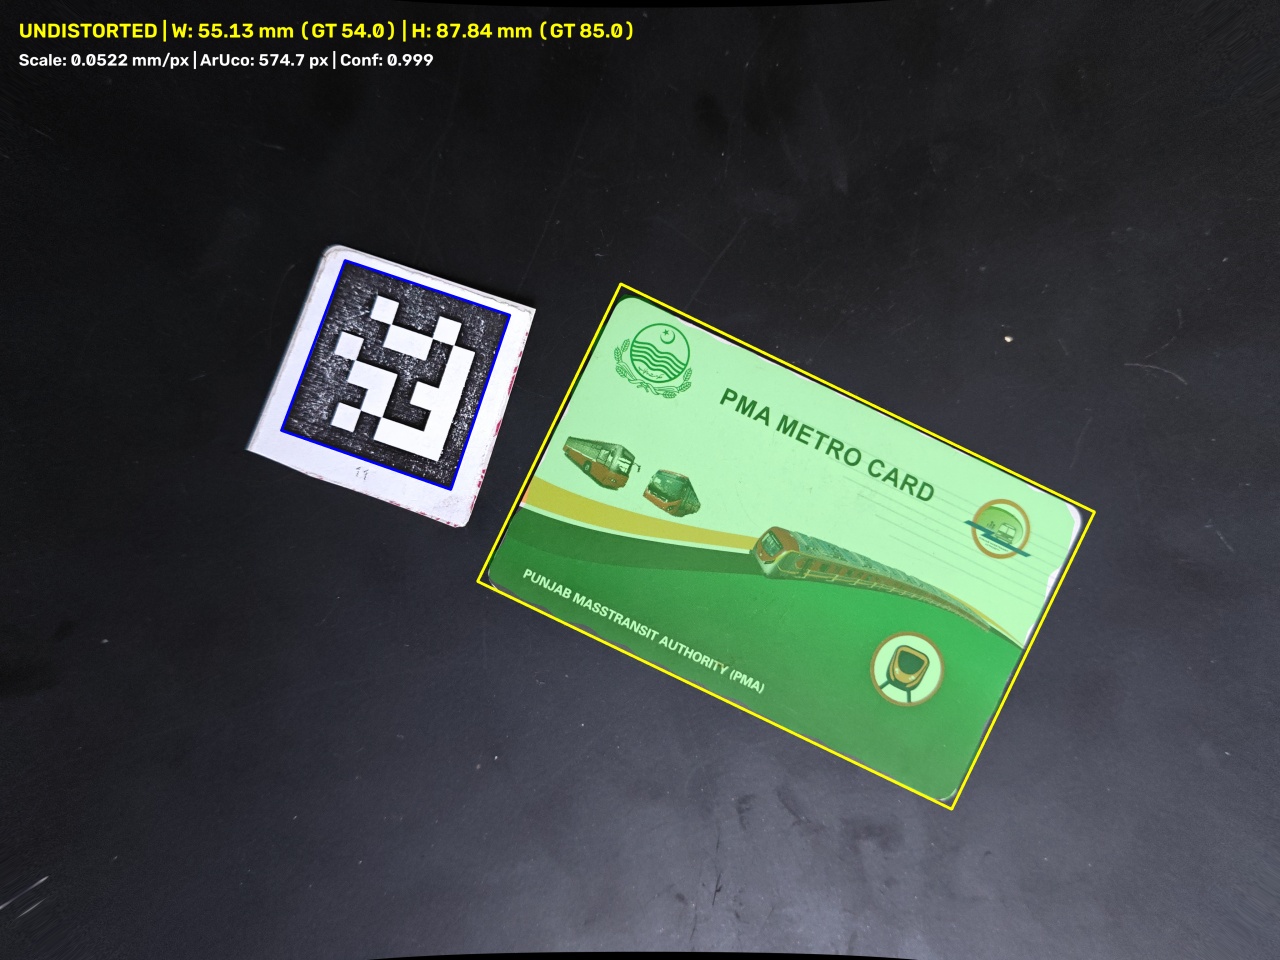 UNDISTORTED | W: 55.13 mm (GT 54.0) | H: 87.84 mm (GT 85.0)
Scale: 0.0522 mm/px | ArUco: 574.7 px | Conf: 0.999
PMA METRO CARD
PUNJAB MASSTRANSIT AUTHORITY (PMA)
11